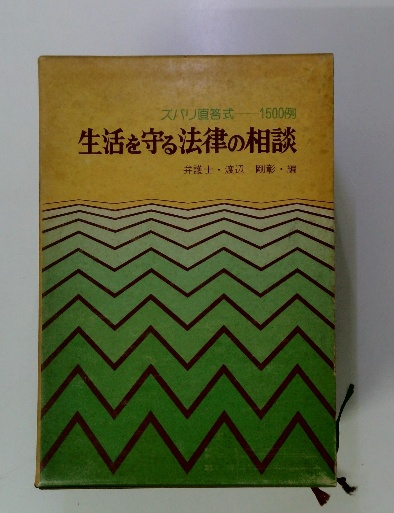 ズバリ直答式──1500例
生活を守る法律の相談
弁護士・渡辺 剛彰・編